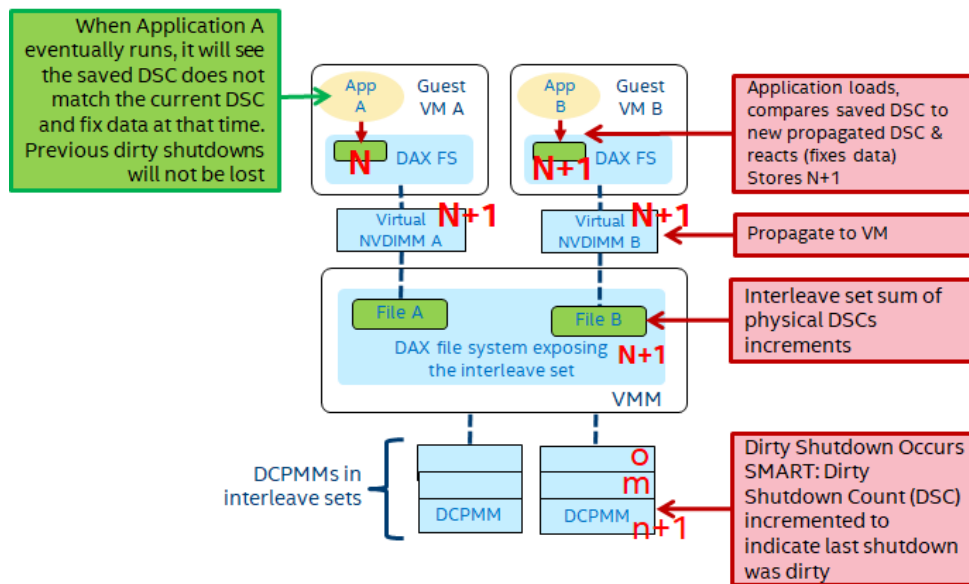 When Application A
eventually runs, it will see
the saved DSC does not
match the current DSC
and fix data at that time.
Previous dirty shutdowns
will not be lost
App
A
Guest
VM A
N
DAX FS
App
B
Guest
VM B
N+1
DAX FS
Application loads,
compares saved DSC to
new propagated DSC &
reacts (fixes data)
Stores N+1
Virtual
NVDIMM A
N+1
Virtual
NVDIMM B
N+1
Propagate to VM
File A
File B
N+1
DAX file system exposing
the interleave set
VMM
Interleave set sum of
physical DSCs
increments
DCPMMs in
interleave sets
DCPMM
o
m
DCPMM
n+1
Dirty Shutdown Occurs
SMART: Dirty
Shutdown Count (DSC)
incremented to
indicate last shutdown
was dirty